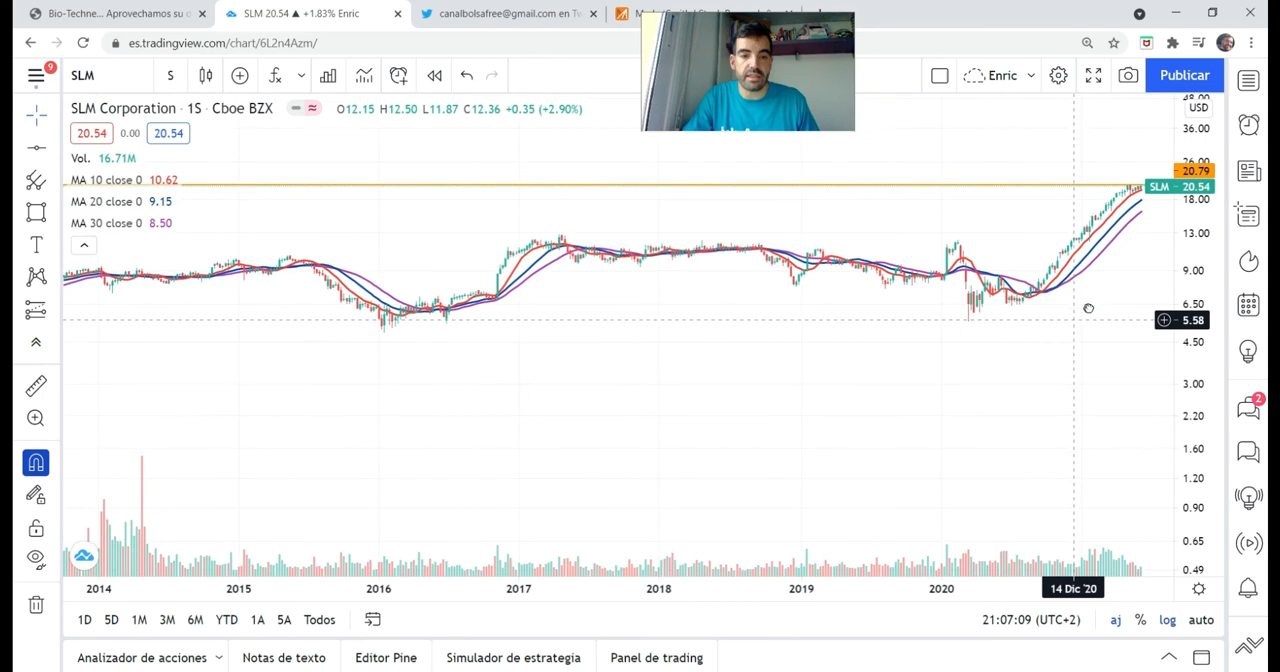 Bio-Techne... Aprovechamos su e
SLM 20.54 ▲ +1.83% Enric
canalbolsafree@gmail.com en Tw
es.tradingview.com/chart/6L2n4Azm/
9
SLM
S
Enric
Publicar
SLM Corporation · 1S · Cboe BZX
O12.15 H12.50 L11.87 C12.36 +0.35 (+2.90%)
USD
20.54
0.00
20.54
Vol. 16.71M
MA 10 close 0 10.62
MA 20 close 0 9.15
MA 30 close 0 8.50
48.00
36.00
26.00
20.79
SLM 20.54
18.00
13.00
9.00
6.50
5.58
4.50
3.00
2.20
1.60
1.20
0.90
0.65
0.49
2
2014
2015
2016
2017
2018
2019
2020
14 Dic '20
1D
5D
1M
3M
6M
YTD
1A
5A
Todos
21:07:09 (UTC+2)
aj
%
log
auto
Analizador de acciones
Notas de texto
Editor Pine
Simulador de estrategia
Panel de trading